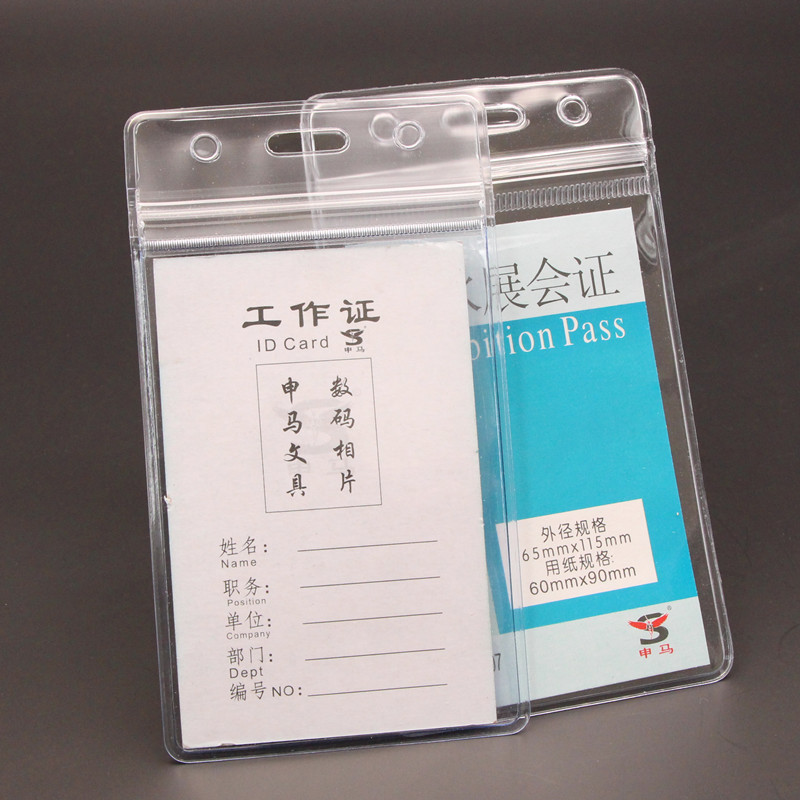 工作证
ID Card
申马
数码相片
申马文具
姓名：
Name
职务：
Position
单位：
Company
部门：
Dept
编号NO：
展会证
bition Pass
外径规格
65mmx115mm
用纸规格:
60mmx90mm
申马